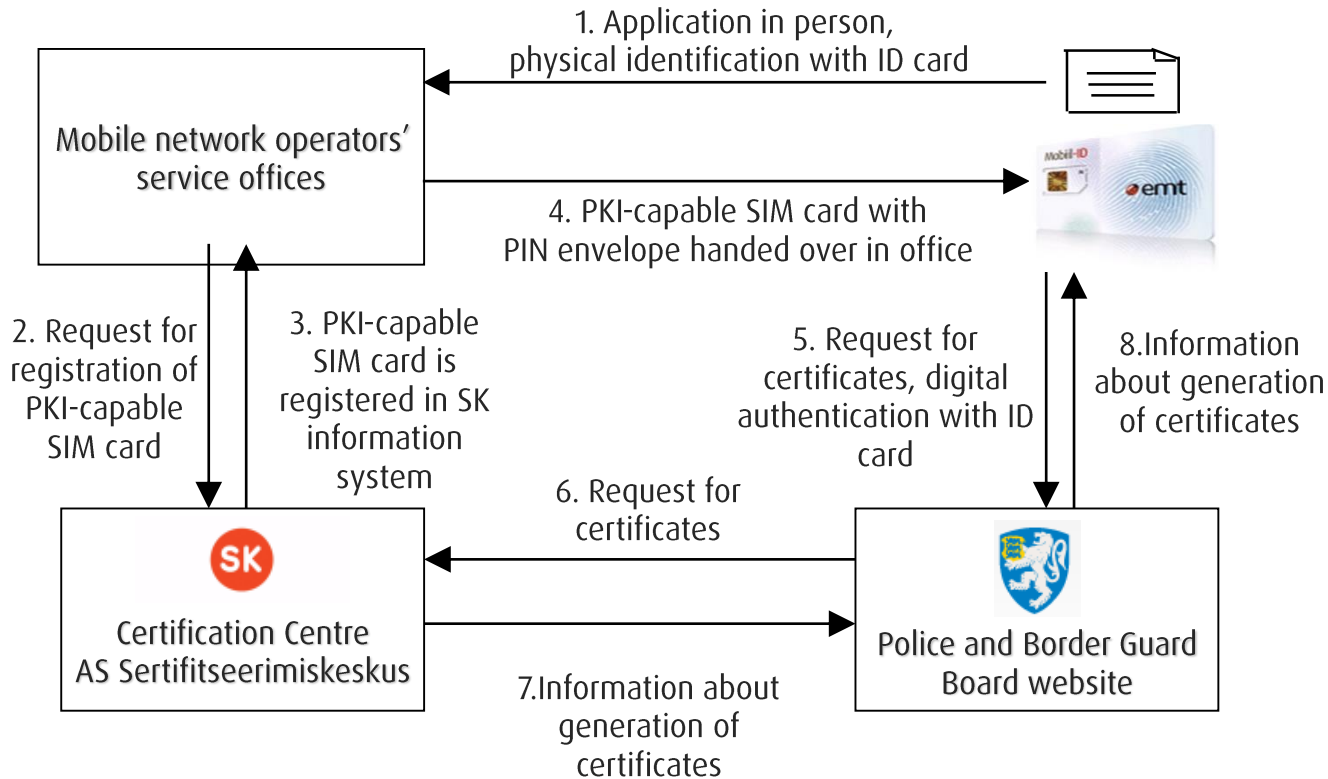 1. Application in person,
physical identification with ID card
Mobile network operators'
service offices
Mobiil-ID
emt
4. PKI-capable SIM card with
PIN envelope handed over in office
2. Request for
registration of
PKI-capable
SIM card
3. PKI-capable
SIM card is
registered in SK
information
system
5. Request for
certificates, digital
authentication with ID
card
8.Information
about generation
of certificates
6. Request for
certificates
SK
Certification Centre
AS Sertifitseerimiskeskus
Police and Border Guard
Board website
7.Information about
generation of
certificates